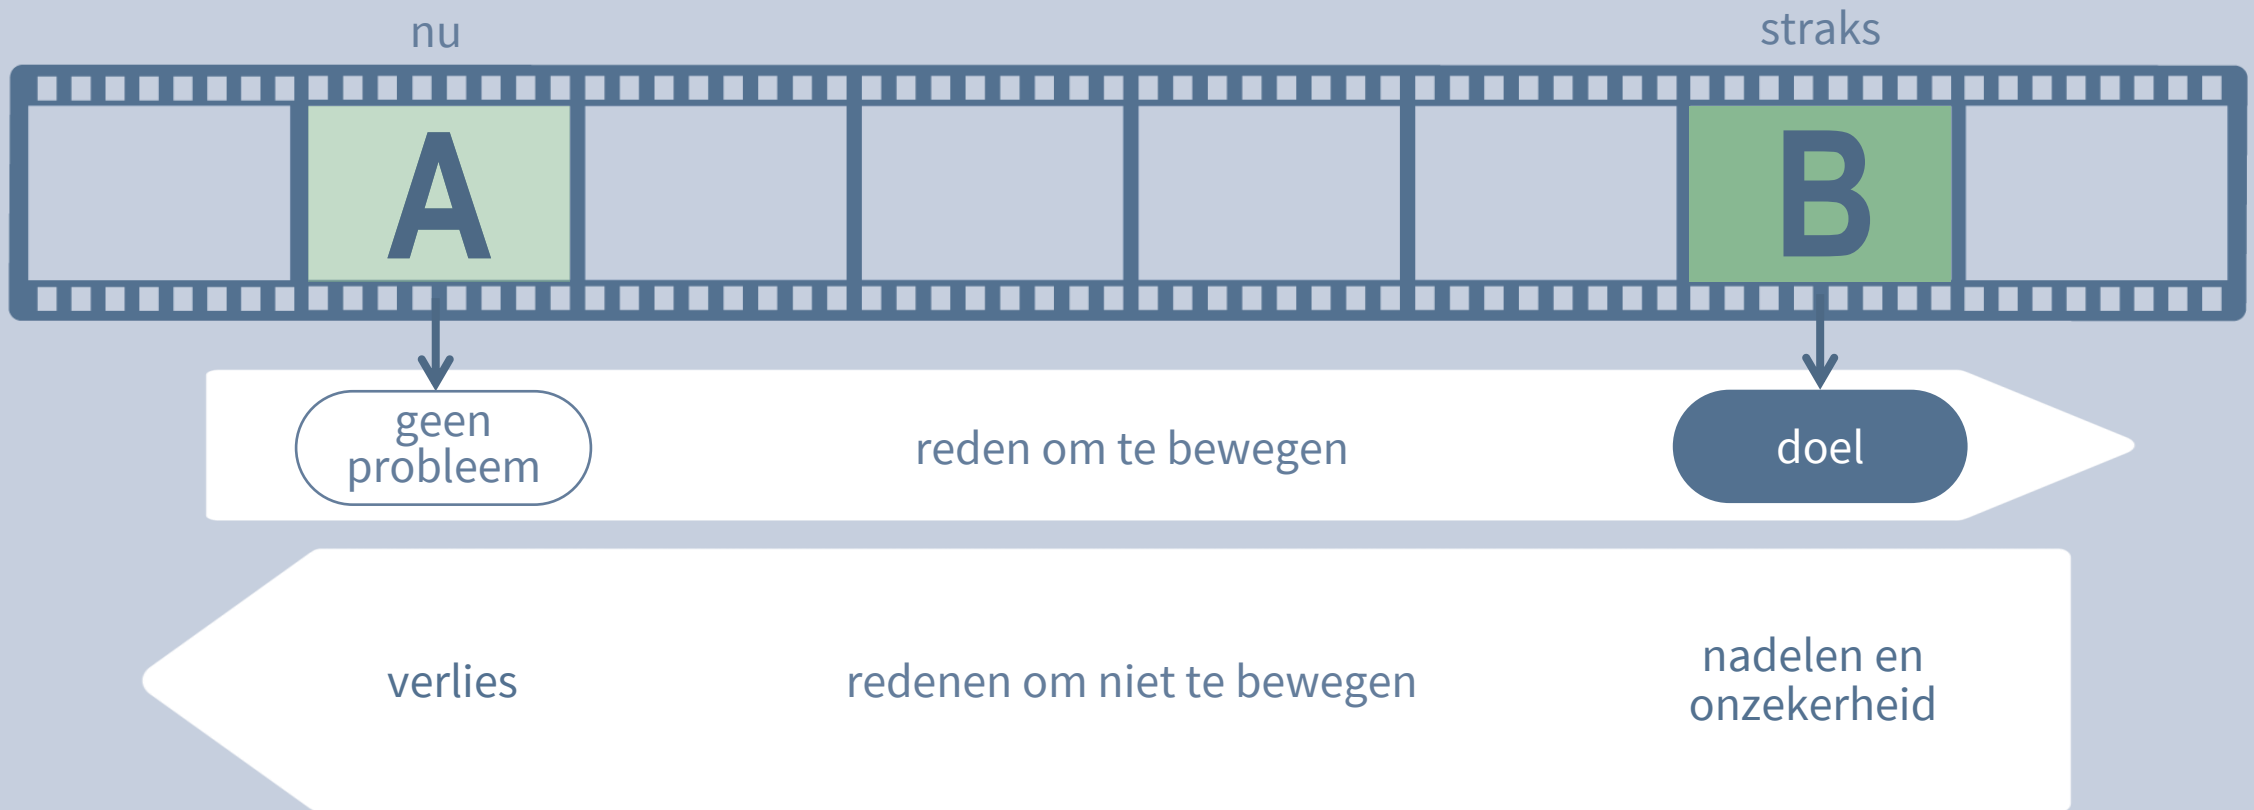 nu
straks
A
B
geen
probleem
reden om te bewegen
doel
verlies
redenen om niet te bewegen
nadelen en
onzekerheid